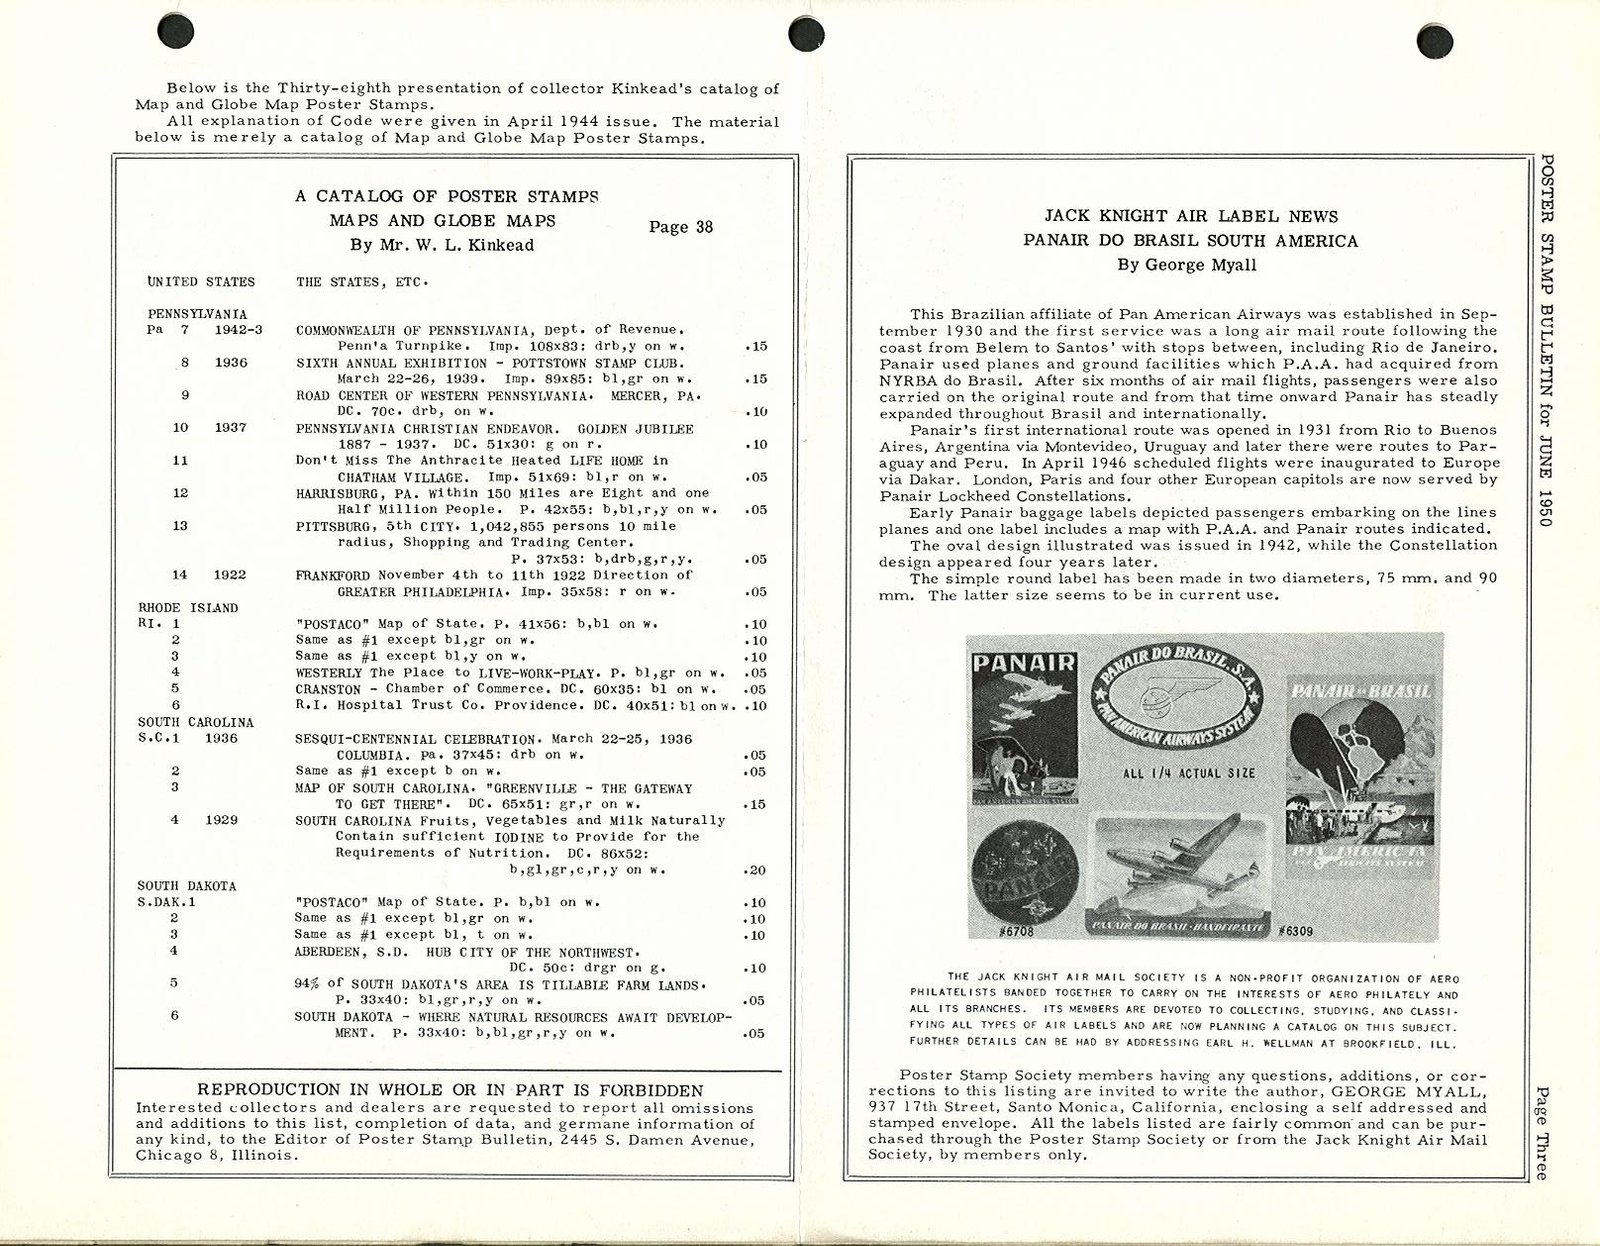 Below is the Thirty-eighth presentation of collector Kinkead's catalog of
Map and Globe Map Poster Stamps.
All explanation of Code were given in April 1944 issue. The material
below is merely a catalog of Map and Globe Map Poster Stamps.
A CATALOG OF POSTER STAMPS
MAPS AND GLOBE MAPS
Page 38
By Mr. W. L. Kinkead
UNITED STATES THE STATES, ETC.
PENNSYLVANIA
Pa 7 1942-3 COMMONWEALTH OF PENNSYLVANIA, Dept. of Revenue.
Penn'a Turnpike. Imp. 108x83: drb,y on w. .15
8 1936 SIXTH ANNUAL EXHIBITION - POTTSTOWN STAMP CLUB.
March 22-26, 1939. Imp. 89x85: bl,gr on w. .15
9 ROAD CENTER OF WESTERN PENNSYLVANIA. MERCER, PA.
DC. 70c. drb, on w. .10
10 1937 PENNSYLVANIA CHRISTIAN ENDEAVOR. GOLDEN JUBILEE
1887 - 1937. DC. 51x30: g on r. .10
11 Don't Miss The Anthracite Heated LIFE HOME in
CHATHAM VILLAGE. Imp. 51x69: bl,r on w. .05
12 HARRISBURG, PA. Within 150 Miles are Eight and one
Half Million People. P. 42x55: b,bl,r,y on w. .05
13 PITTSBURG, 5th CITY. 1,042,855 persons 10 mile
radius, Shopping and Trading Center.
P. 37x53: b,drb,g,r,y. .05
14 1922 FRANKFORD November 4th to 11th 1922 Direction of
GREATER PHILADELPHIA. Imp. 35x58: r on w. .05
RHODE ISLAND
RI. 1 "POSTACO" Map of State. P. 41x56: b,bl on w. .10
2 Same as #1 except bl,gr on w. .10
3 Same as #1 except bl,y on w. .10
4 WESTERLY The Place to LIVE-WORK-PLAY. P. bl,gr on w. .05
5 CRANSTON - Chamber of Commerce. DC. 60x35: bl on w. .05
6 R.I. Hospital Trust Co. Providence. DC. 40x51: bl on w. .10
SOUTH CAROLINA
S.C.1 1936 SESQUI-CENTENNIAL CELEBRATION. March 22-25, 1936
COLUMBIA. Pa. 37x45: drb on w. .05
2 Same as #1 except b on w. .05
3 MAP OF SOUTH CAROLINA. "GREENVILLE - THE GATEWAY
TO GET THERE". DC. 65x51: gr,r on w. .15
4 1929 SOUTH CAROLINA Fruits, Vegetables and Milk Naturally
Contain sufficient IODINE to Provide for the
Requirements of Nutrition. DC. 86x52:
b,gl,gr,c,r,y on w. .20
SOUTH DAKOTA
S.DAK.1 "POSTACO" Map of State. P. b,bl on w. .10
2 Same as #1 except bl,gr on w. .10
3 Same as #1 except bl, t on w. .10
4 ABERDEEN, S.D. HUB CITY OF THE NORTHWEST.
DC. 50c: drgr on g. .10
5 94% of SOUTH DAKOTA'S AREA IS TILLABLE FARM LANDS.
P. 33x40: bl,gr,r,y on w. .05
6 SOUTH DAKOTA - WHERE NATURAL RESOURCES AWAIT DEVELOP-
MENT. P. 33x40: b,bl,gr,r,y on w. .05
REPRODUCTION IN WHOLE OR IN PART IS FORBIDDEN
Interested collectors and dealers are requested to report all omissions
and additions to this list, completion of data, and germane information of
any kind, to the Editor of Poster Stamp Bulletin, 2445 S. Damen Avenue,
Chicago 8, Illinois.
JACK KNIGHT AIR LABEL NEWS
PANAIR DO BRASIL SOUTH AMERICA
By George Myall
This Brazilian affiliate of Pan American Airways was established in Sep-
tember 1930 and the first service was a long air mail route following the
coast from Belem to Santos' with stops between, including Rio de Janeiro.
Panair used planes and ground facilities which P.A.A. had acquired from
NYRBA do Brasil. After six months of air mail flights, passengers were also
carried on the original route and from that time onward Panair has steadly
expanded throughout Brasil and internationally.
Panair's first international route was opened in 1931 from Rio to Buenos
Aires, Argentina via Montevideo, Uruguay and later there were routes to Par-
aguay and Peru. In April 1946 scheduled flights were inaugurated to Europe
via Dakar. London, Paris and four other European capitols are now served by
Panair Lockheed Constellations.
Early Panair baggage labels depicted passengers embarking on the lines
planes and one label includes a map with P.A.A. and Panair routes indicated.
The oval design illustrated was issued in 1942, while the Constellation
design appeared four years later.
The simple round label has been made in two diameters, 75 mm. and 90
mm. The latter size seems to be in current use.
PANAIR
PAN AMERICAN AIRWAYS SYSTEM
PANAIR DO BRASIL. S.A.
PAN AMERICAN AIRWAYS SYSTEM
ALL 1/4 ACTUAL SIZE
PANAIR DO BRASIL
PAN AMERICAN
AIRWAYS SYSTEM
PANAIR
PANAIR DO BRASIL - BANDEIRANTE
#6708
#6309
THE JACK KNIGHT AIR MAIL SOCIETY IS A NON-PROFIT ORGANIZATION OF AERO
PHILATELISTS BANDED TOGETHER TO CARRY ON THE INTERESTS OF AERO PHILATELY AND
ALL ITS BRANCHES. ITS MEMBERS ARE DEVOTED TO COLLECTING, STUDYING, AND CLASSI-
FYING ALL TYPES OF AIR LABELS AND ARE NOW PLANNING A CATALOG ON THIS SUBJECT.
FURTHER DETAILS CAN BE HAD BY ADDRESSING EARL H. WELLMAN AT BROOKFIELD, ILL.
Poster Stamp Society members having any questions, additions, or cor-
rections to this listing are invited to write the author, GEORGE MYALL,
937 17th Street, Santo Monica, California, enclosing a self addressed and
stamped envelope. All the labels listed are fairly common and can be pur-
chased through the Poster Stamp Society or from the Jack Knight Air Mail
Society, by members only.
POSTER STAMP BULLETIN for JUNE 1950
Page Three